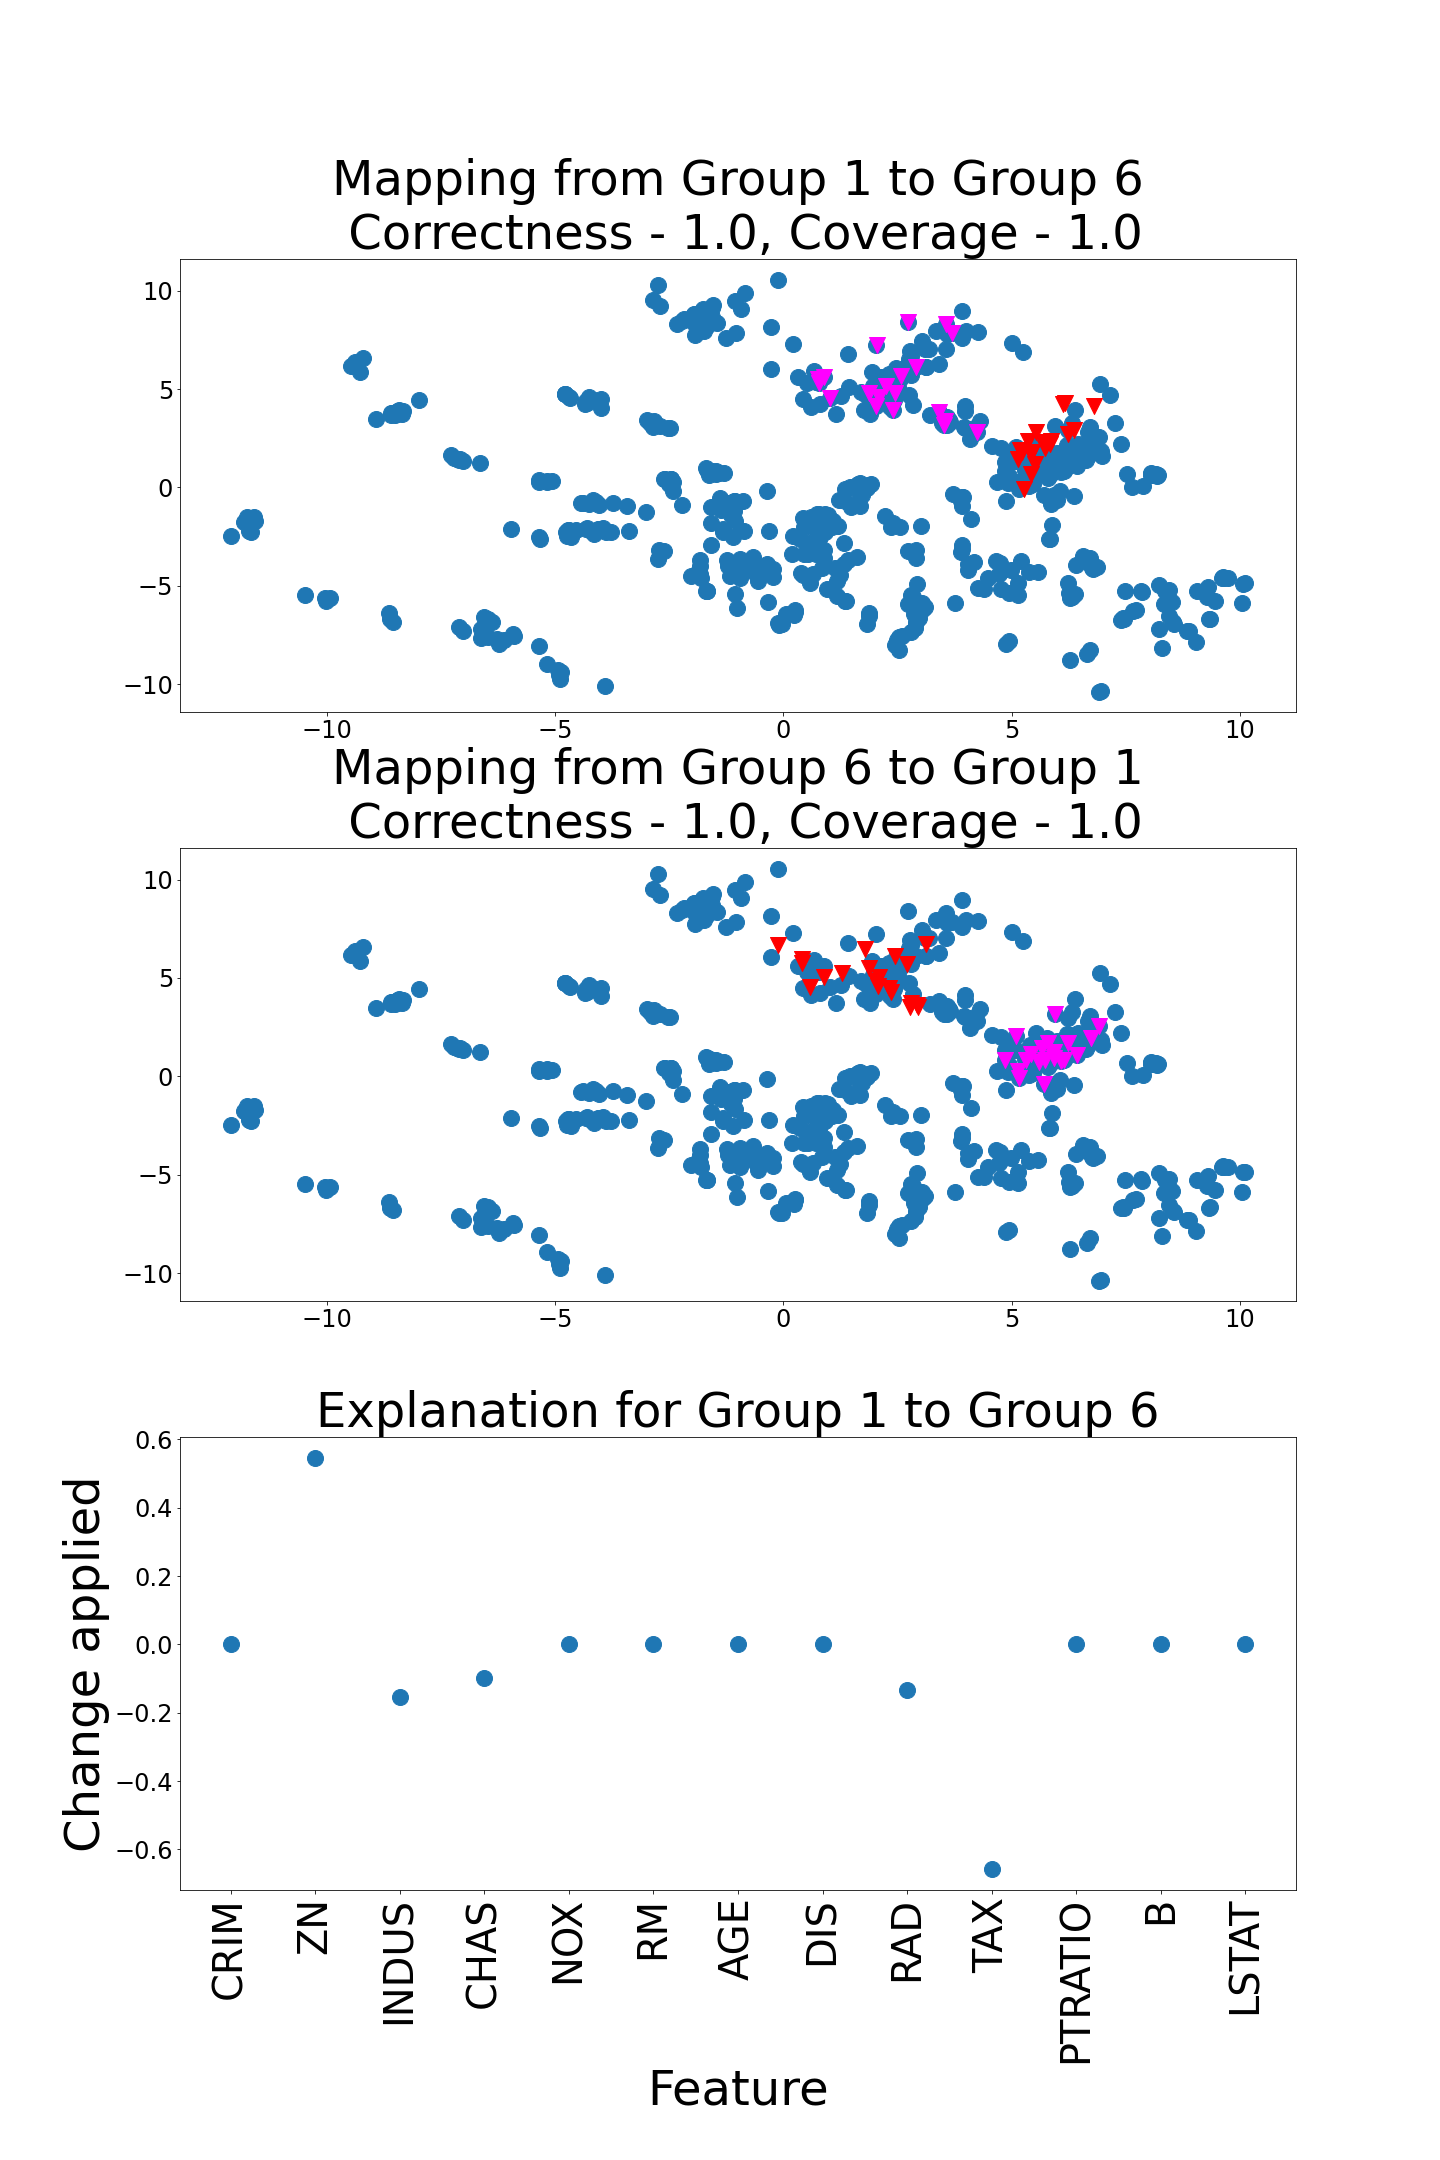 Mapping from Group 1 to Group 6
Correctness - 1.0, Coverage - 1.0
10
5
0
−5
−10
−10 −5 0 5 10
Mapping from Group 6 to Group 1
Correctness - 1.0, Coverage - 1.0
10
5
0
−5
−10
−10 −5 0 5 10
Explanation for Group 1 to Group 6
Change applied
0.6
0.4
0.2
0.0
−0.2
−0.4
−0.6
CRIM
ZN
INDUS
CHAS
NOX
RM
AGE
DIS
RAD
TAX
PTRATIO
B
LSTAT
Feature